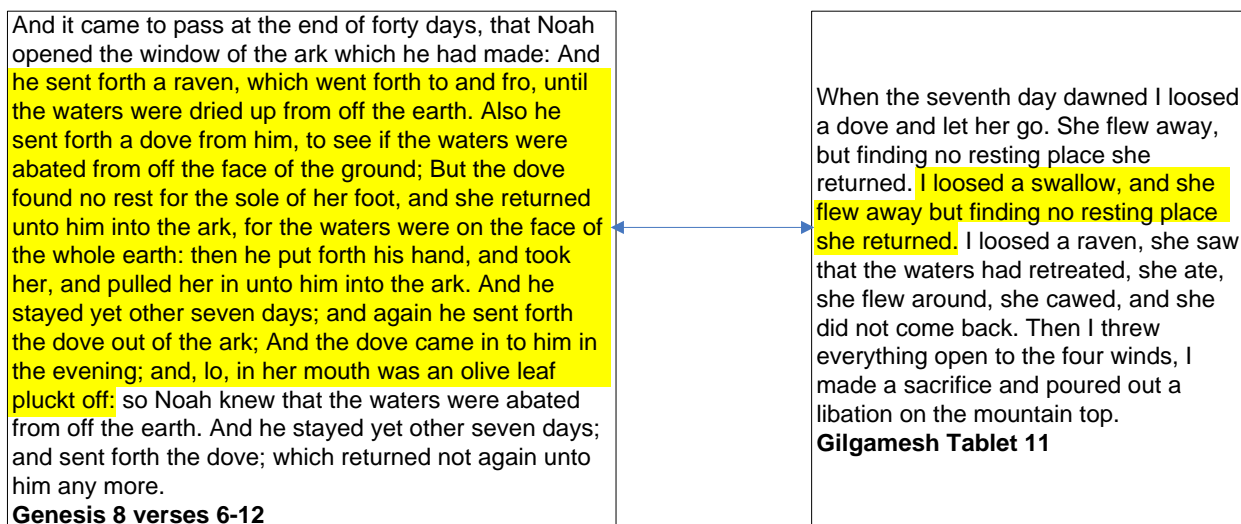 And it came to pass at the end of forty days, that Noah
opened the window of the ark which he had made: And
he sent forth a raven, which went forth to and fro, until
the waters were dried up from off the earth. Also he
sent forth a dove from him, to see if the waters were
abated from off the face of the ground; But the dove
found no rest for the sole of her foot, and she returned
unto him into the ark, for the waters were on the face of
the whole earth: then he put forth his hand, and took
her, and pulled her in unto him into the ark. And he
stayed yet other seven days; and again he sent forth
the dove out of the ark; And the dove came in to him in
the evening; and, lo, in her mouth was an olive leaf
pluckt off: so Noah knew that the waters were abated
from off the earth. And he stayed yet other seven days;
and sent forth the dove; which returned not again unto
him any more.
Genesis 8 verses 6-12
When the seventh day dawned I loosed
a dove and let her go. She flew away,
but finding no resting place she
returned. I loosed a swallow, and she
flew away but finding no resting place
she returned. I loosed a raven, she saw
that the waters had retreated, she ate,
she flew around, she cawed, and she
did not come back. Then I threw
everything open to the four winds, I
made a sacrifice and poured out a
libation on the mountain top.
Gilgamesh Tablet 11